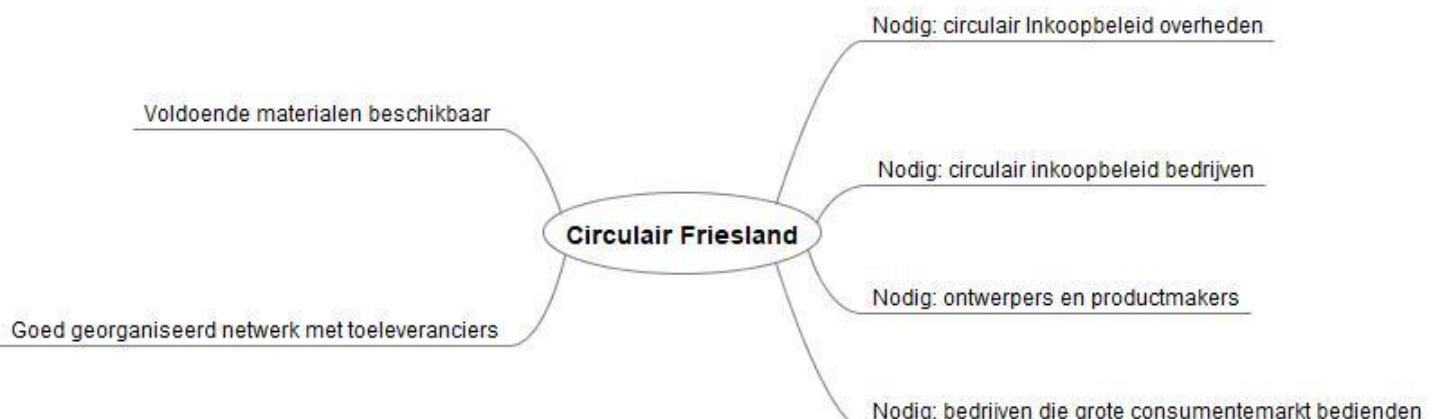 Nodig: circulair Inkoopbeleid overheden
Voldoende materialen beschikbaar
Nodig: circulair inkoopbeleid bedrijven
Circulair Friesland
Nodig: ontwerpers en productmakers
Goed georganiseerd netwerk met toeleveranciers
Nodig: bedrijven die grote consumentemarkt bedienden